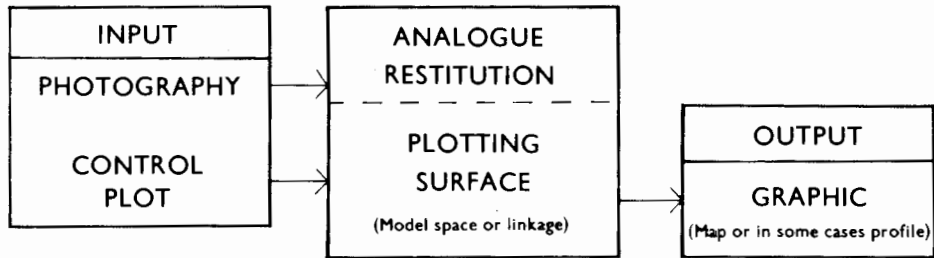 INPUT
PHOTOGRAPHY
CONTROL
PLOT
ANALOGUE
RESTITUTION
PLOTTING
SURFACE
(Model space or linkage)
OUTPUT
GRAPHIC
(Map or in some cases profile)